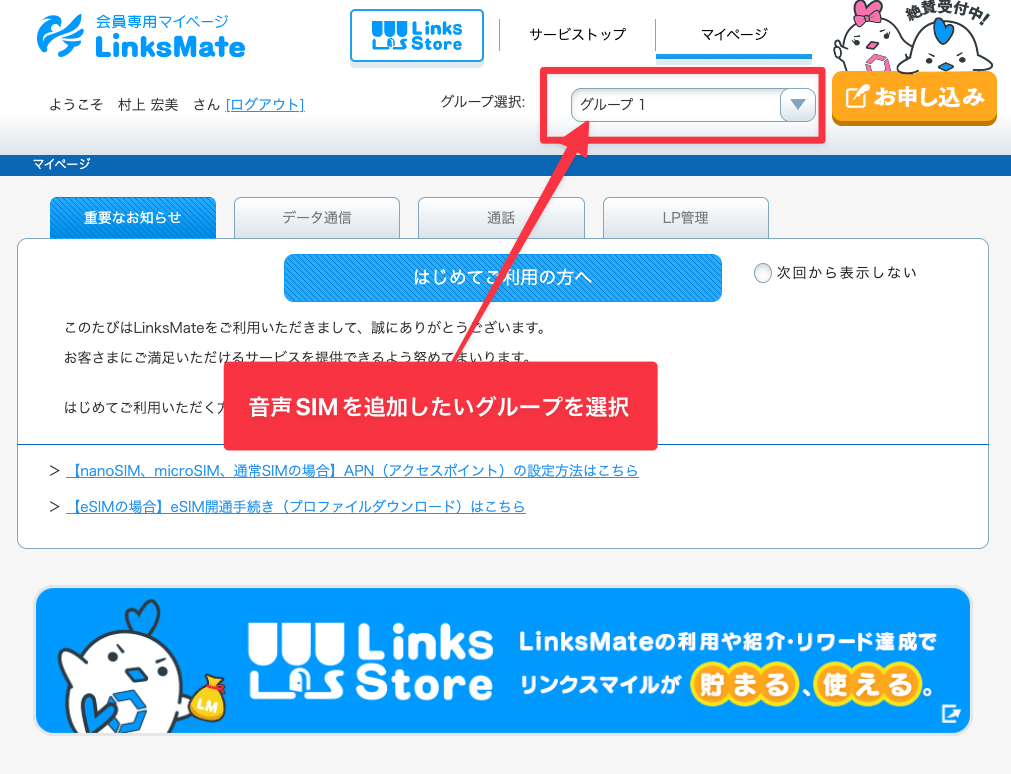 会員専用マイページ
LinksMate
Links
Store
サービストップ
マイページ
絶賛受付中!
お申し込み
ようこそ 村上 宏美 さん [ログアウト]
グループ選択:
グループ 1
マイページ
重要なお知らせ
データ通信
通話
LP管理
はじめてご利用の方へ
次回から表示しない
このたびはLinksMateをご利用いただきまして、誠にありがとうございます。
お客さまにご満足いただけるサービスを提供できるよう努めてまいります。
音声SIMを追加したいグループを選択
はじめてご利用いただく
> 【nanoSIM、microSIM、通常SIMの場合】APN（アクセスポイント）の設定方法はこちら
> 【eSIMの場合】eSIM開通手続き（プロファイルダウンロード）はこちら
LM
Links
Store
LinksMateの利用や紹介・リワード達成で
リンクスマイルが 貯まる、使える。